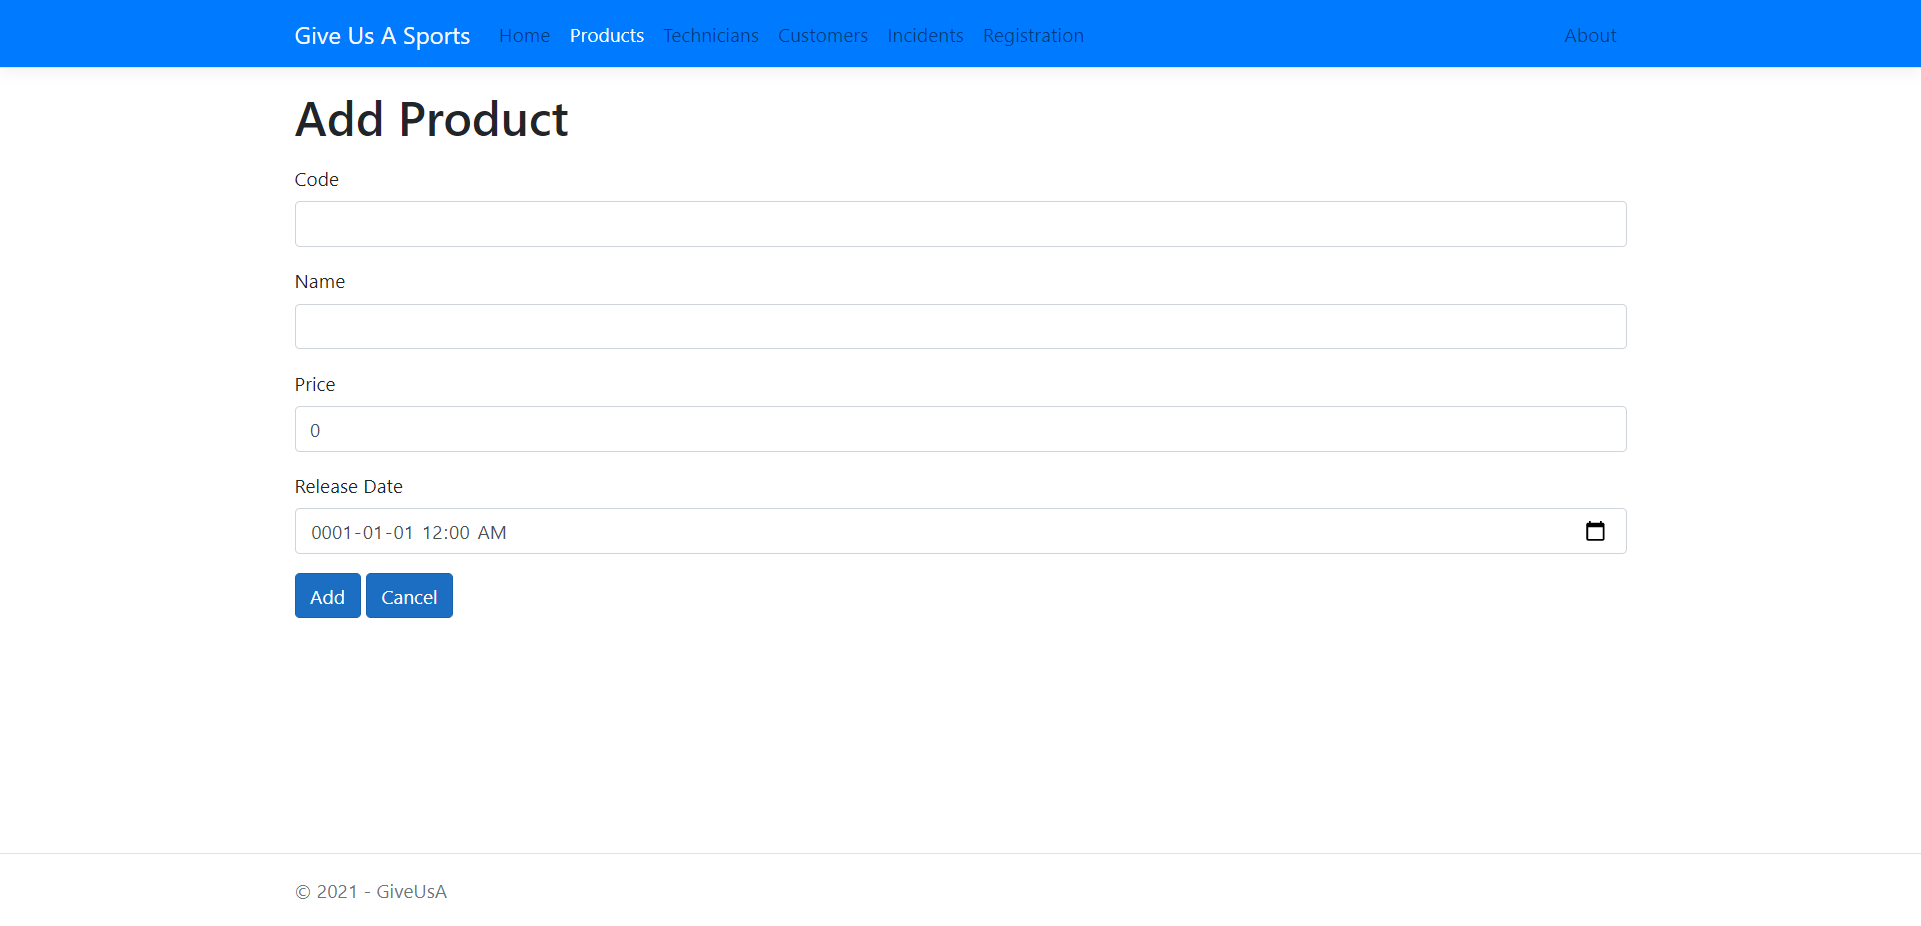 Give Us A Sports Home Products Technicians Customers Incidents Registration About
Add Product
Code
Name
Price
0
Release Date
0001-01-01 12:00 AM
Add Cancel
© 2021 - GiveUsA